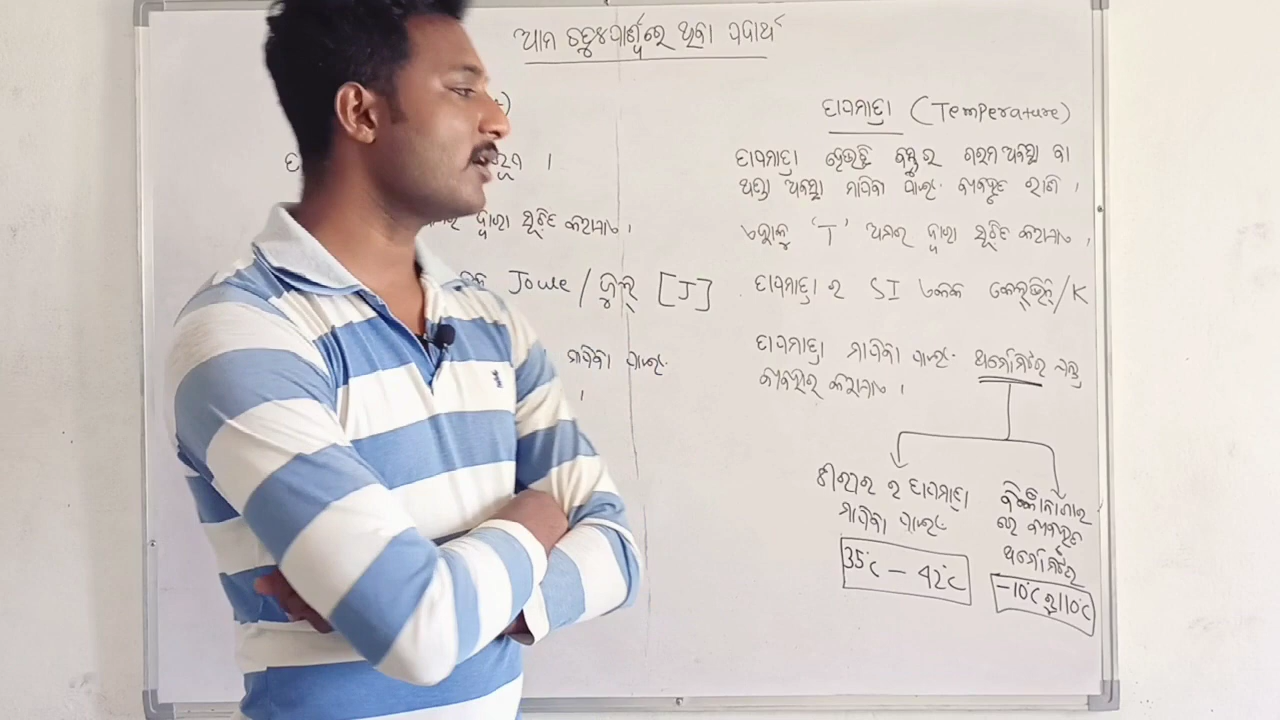 ଆମ ଚତୁଃପାର୍ଶ୍ୱରେ ଥିବା ପଦାର୍ଥ
ଦ୍ୱାରା ସୂଚିତ କରାଯାଏ ।
Joule / ଜୁଲ୍ [J]
ମାପିବା ପାଇଁ
।
ତାପମାତ୍ରା (Temperature)
ତାପମାତ୍ରା ହେଉଛି ବସ୍ତୁର ଗରମ ଅବସ୍ଥା ବା
ଥଣ୍ଡା ଅବସ୍ଥା ମାପିବା ପାଇଁ ବ୍ୟବହୃତ ରାଶି ।
ଏହାକୁ 'T' ଅକ୍ଷର ଦ୍ୱାରା ସୂଚିତ କରାଯାଏ ।
ତାପମାତ୍ରା ର SI ଏକକ କେଲ୍‌ଭିନ୍/K
ତାପମାତ୍ରା ମାପିବା ପାଇଁ ଥର୍ମୋମିଟର ଯନ୍ତ୍ର
ବ୍ୟବହାର କରାଯାଏ ।
ଶରୀର ର ତାପମାତ୍ରା
ମାପିବା ପାଇଁ
35°C – 42°C
ରେ ବ୍ୟବହୃତ
ଥର୍ମୋମିଟର
-10°C ରୁ 110°C